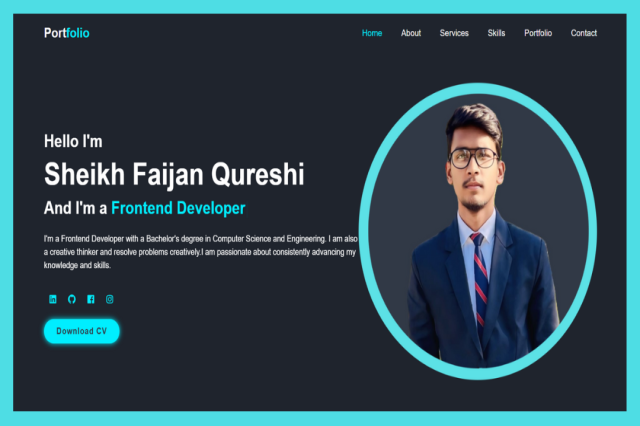 Portfolio
Home About Services Skills Portfolio Contact
Hello I'm
Sheikh Faijan Qureshi
And I'm a Frontend Developer
I'm a Frontend Developer with a Bachelor's degree in Computer Science and Engineering. I am also
a creative thinker and resolve problems creatively.I am passionate about consistently advancing my
knowledge and skills.
Download CV